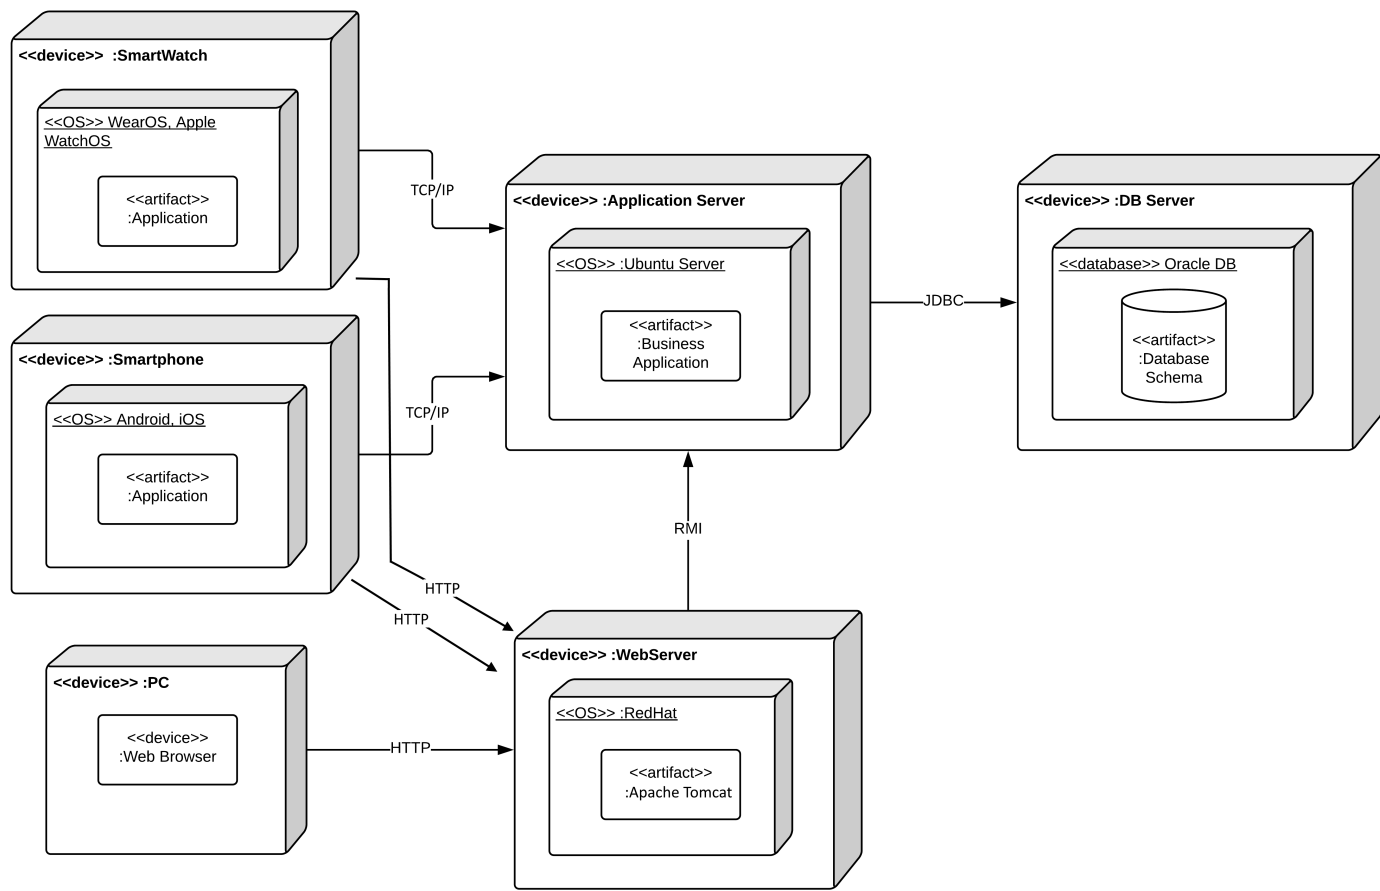 <<device>> :SmartWatch
<<OS>> WearOS, Apple
WatchOS
<<artifact>>
:Application
TCP/IP
<<device>> :Smartphone
<<OS>> Android, iOS
<<artifact>>
:Application
TCP/IP
<<device>> :Application Server
<<OS>> :Ubuntu Server
<<artifact>>
:Business
Application
JDBC
<<device>> :DB Server
<<database>> Oracle DB
<<artifact>>
:Database
Schema
RMI
HTTP
HTTP
<<device>> :PC
<<device>>
:Web Browser
HTTP
<<device>> :WebServer
<<OS>> :RedHat
<<artifact>>
:Apache Tomcat